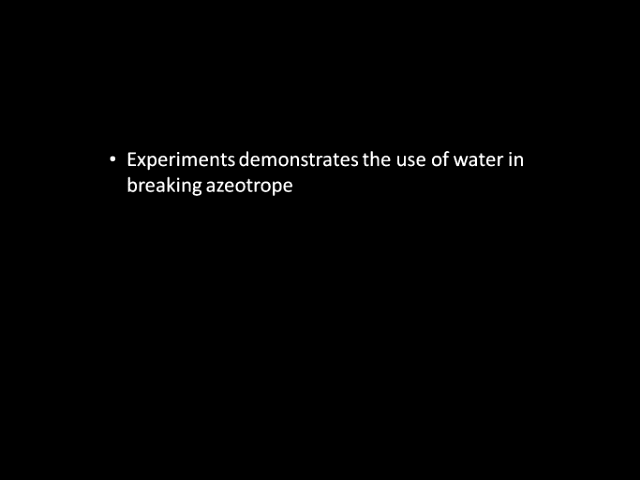 • Experiments demonstrates the use of water in
breaking azeotrope